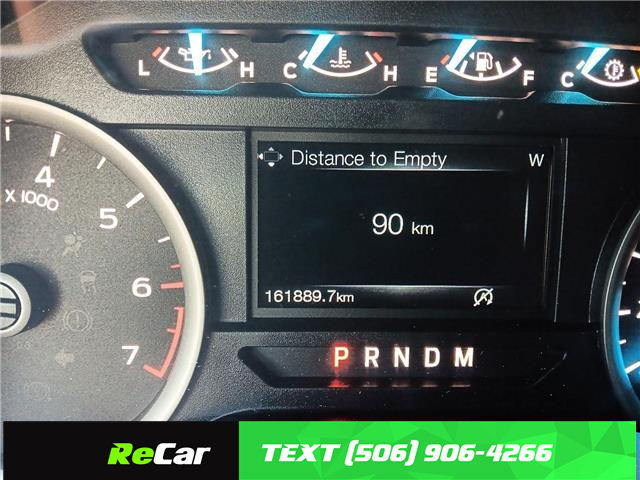 L H C H E F C
Distance to Empty W
4
X 1000
5
90 km
6
161889.7km
7
P R N D M
ReCar TEXT (506) 906-4266